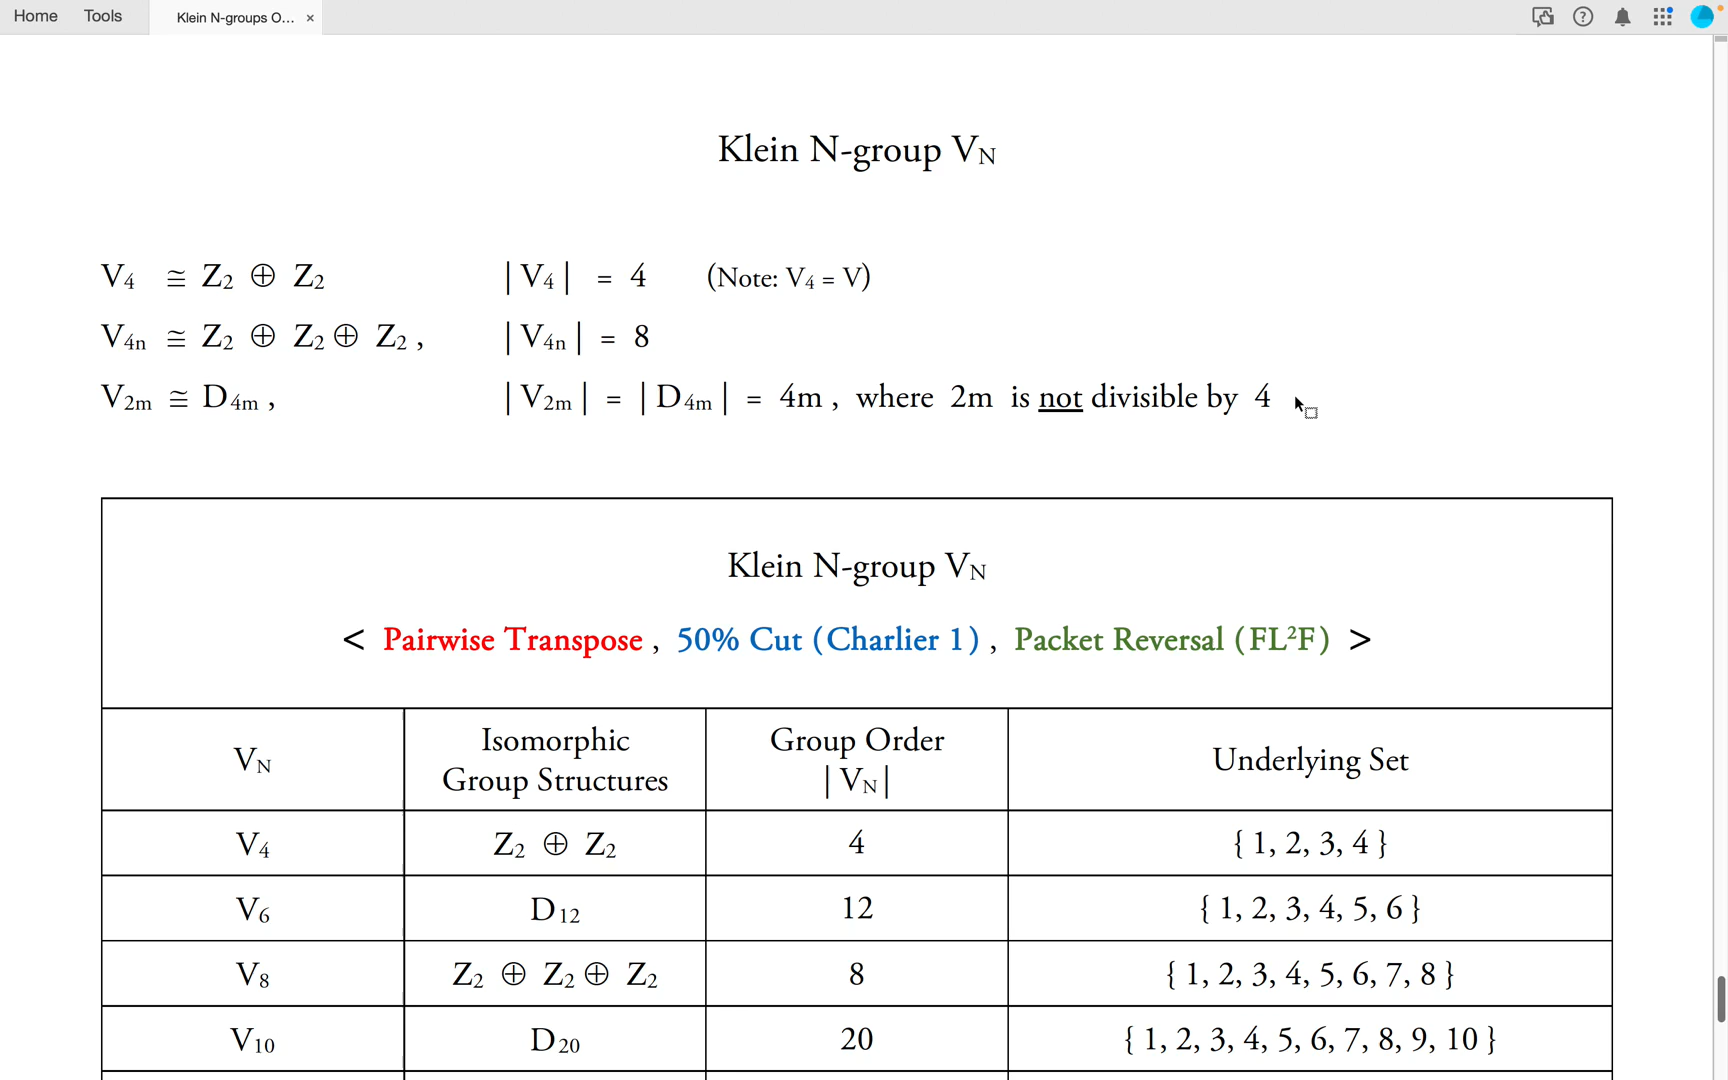 Home Tools Klein N-groups O... ×
Klein N-group V_N
V₄ ≅ Z₂ ⊕ Z₂ |V₄| = 4 (Note: V₄ = V)
V₄ₙ ≅ Z₂ ⊕ Z₂ ⊕ Z₂ , |V₄ₙ| = 8
V₂ₘ ≅ D₄ₘ , |V₂ₘ| = |D₄ₘ| = 4m , where 2m is not divisible by 4
Klein N-group V_N
< Pairwise Transpose , 50% Cut (Charlier 1) , Packet Reversal (FL²F) >
V_N
Isomorphic
Group Structures
Group Order
|V_N|
Underlying Set
V₄ Z₂ ⊕ Z₂ 4 { 1, 2, 3, 4 }
V₆ D₁₂ 12 { 1, 2, 3, 4, 5, 6 }
V₈ Z₂ ⊕ Z₂ ⊕ Z₂ 8 { 1, 2, 3, 4, 5, 6, 7, 8 }
V₁₀ D₂₀ 20 { 1, 2, 3, 4, 5, 6, 7, 8, 9, 10 }